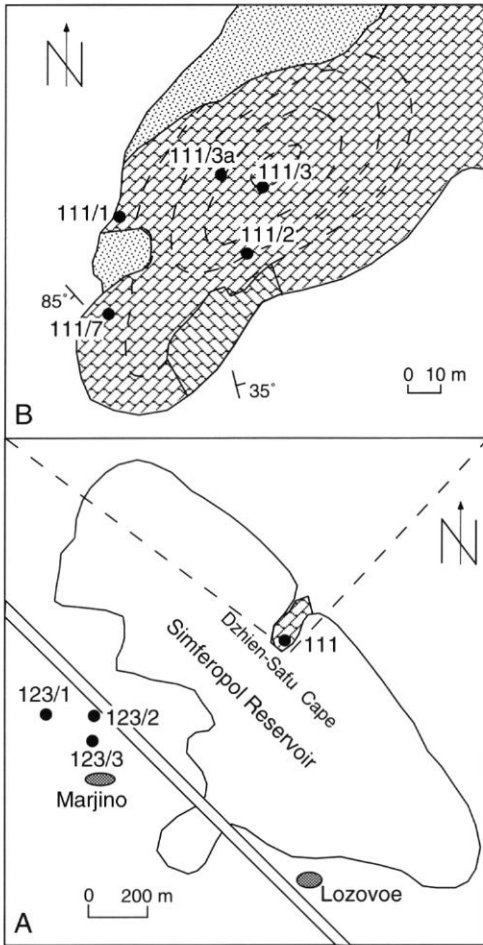 N
111/3a
111/3
111/1
111/2
85°
111/7
35°
0 10 m
B
N
Dzhien-Safu Cape
111
Simferopol Reservoir
123/1
123/2
123/3
Marjino
0 200 m
Lozovoe
A